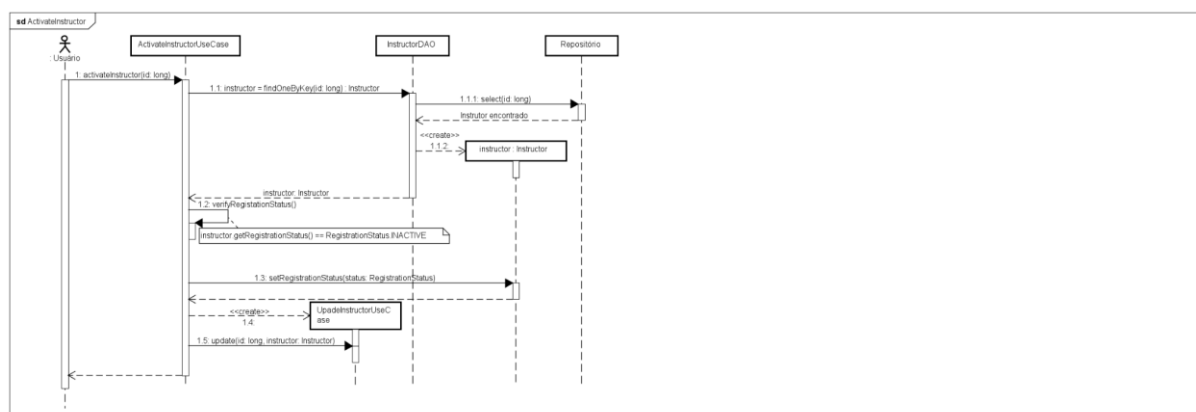 sd ActivateInstructor
: Usuário
ActivateInstructorUseCase
InstructorDAO
Repositório
1: activateInstructor(id: long)
1.1: instructor = findOneByKey(id: long) : Instructor
1.1.1: select(id: long)
Instrutor encontrado
<<create>>
1.1.2:
instructor : Instructor
instructor: Instructor
1.2: verifyRegistationStatus()
instructor.getRegistrationStatus() == RegistrationStatus.INACTIVE
1.3: setRegistrationStatus(status: RegistrationStatus)
<<create>>
1.4:
UpadeInstructorUseC
ase
1.5: update(id: long, instructor: Instructor)